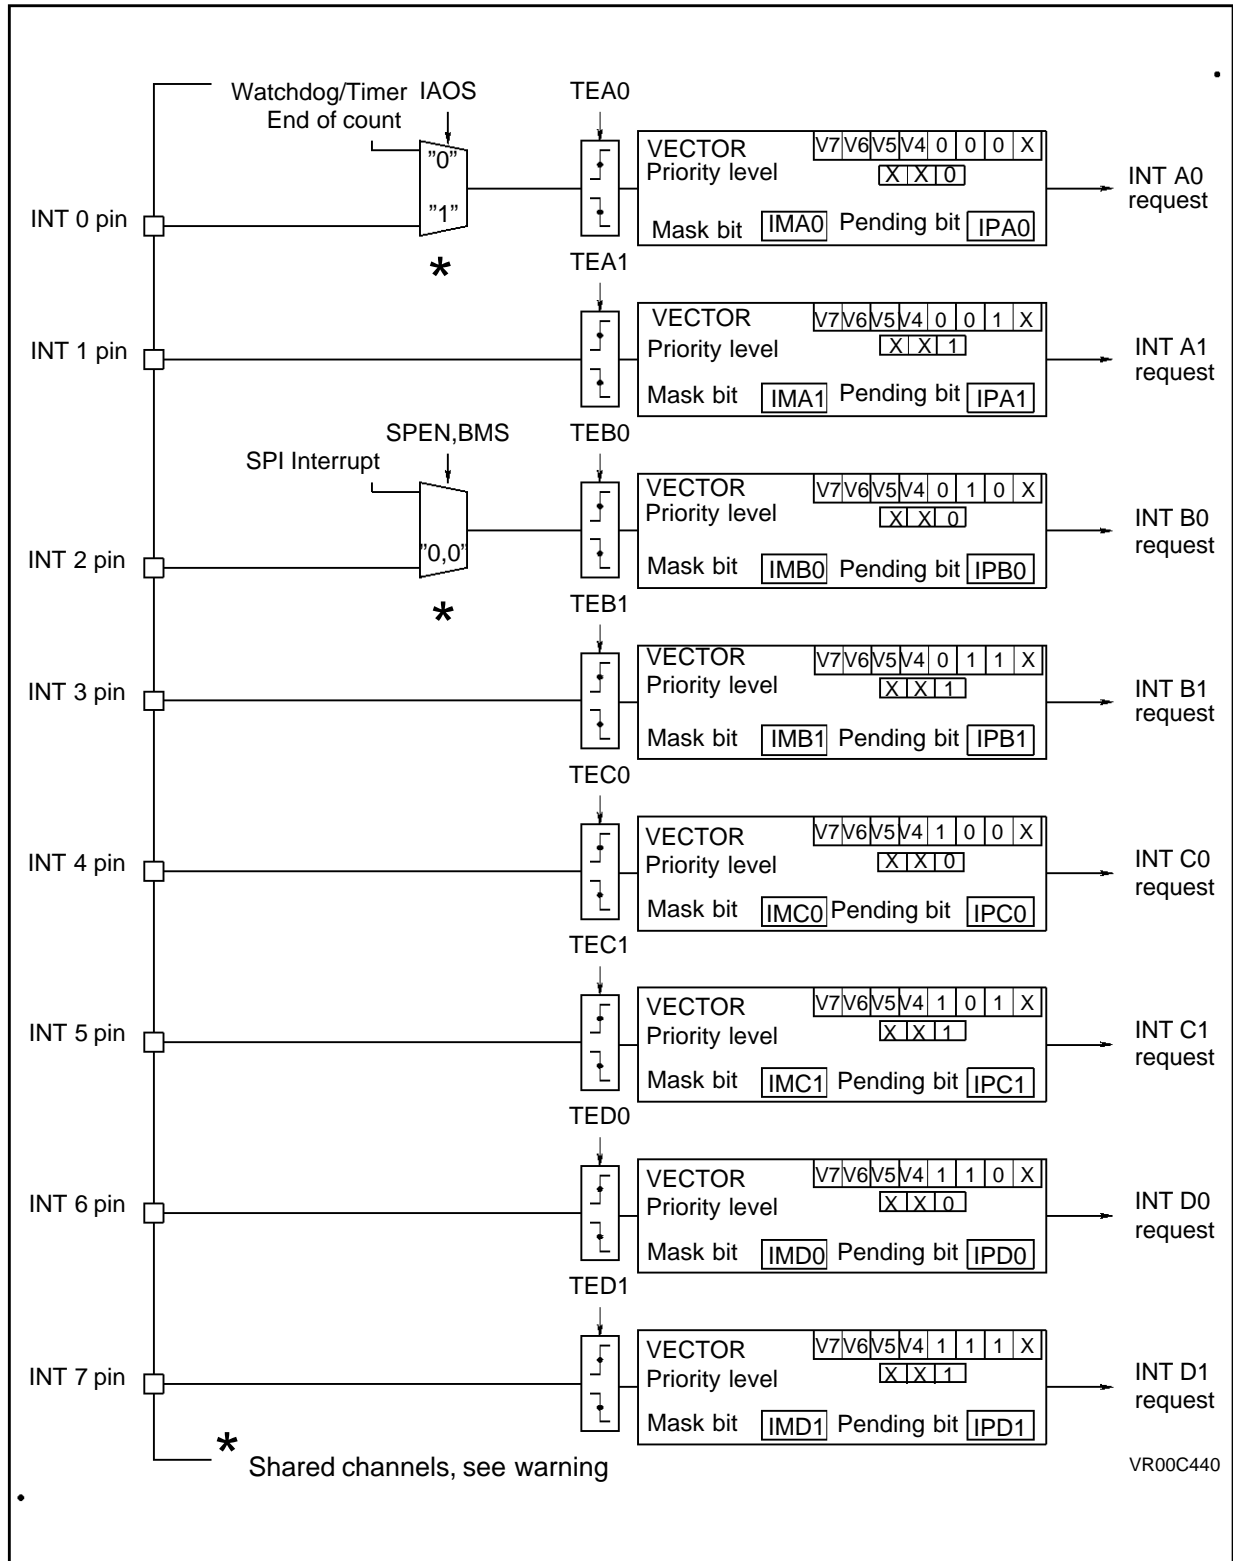 Watchdog/Timer IAOS TEA0
End of count
"0"
"1"
INT 0 pin
*
VECTOR V7 V6 V5 V4 0 0 0 X
Priority level X X 0
Mask bit IMA0 Pending bit IPA0
INT A0
request
TEA1
INT 1 pin
VECTOR V7 V6 V5 V4 0 0 1 X
Priority level X X 1
Mask bit IMA1 Pending bit IPA1
INT A1
request
SPEN,BMS TEB0
SPI Interrupt
"0,0"
INT 2 pin
*
VECTOR V7 V6 V5 V4 0 1 0 X
Priority level X X 0
Mask bit IMB0 Pending bit IPB0
INT B0
request
TEB1
INT 3 pin
VECTOR V7 V6 V5 V4 0 1 1 X
Priority level X X 1
Mask bit IMB1 Pending bit IPB1
INT B1
request
TEC0
INT 4 pin
VECTOR V7 V6 V5 V4 1 0 0 X
Priority level X X 0
Mask bit IMC0 Pending bit IPC0
INT C0
request
TEC1
INT 5 pin
VECTOR V7 V6 V5 V4 1 0 1 X
Priority level X X 1
Mask bit IMC1 Pending bit IPC1
INT C1
request
TED0
INT 6 pin
VECTOR V7 V6 V5 V4 1 1 0 X
Priority level X X 0
Mask bit IMD0 Pending bit IPD0
INT D0
request
TED1
INT 7 pin
VECTOR V7 V6 V5 V4 1 1 1 X
Priority level X X 1
Mask bit IMD1 Pending bit IPD1
INT D1
request
* Shared channels, see warning
VR00C440